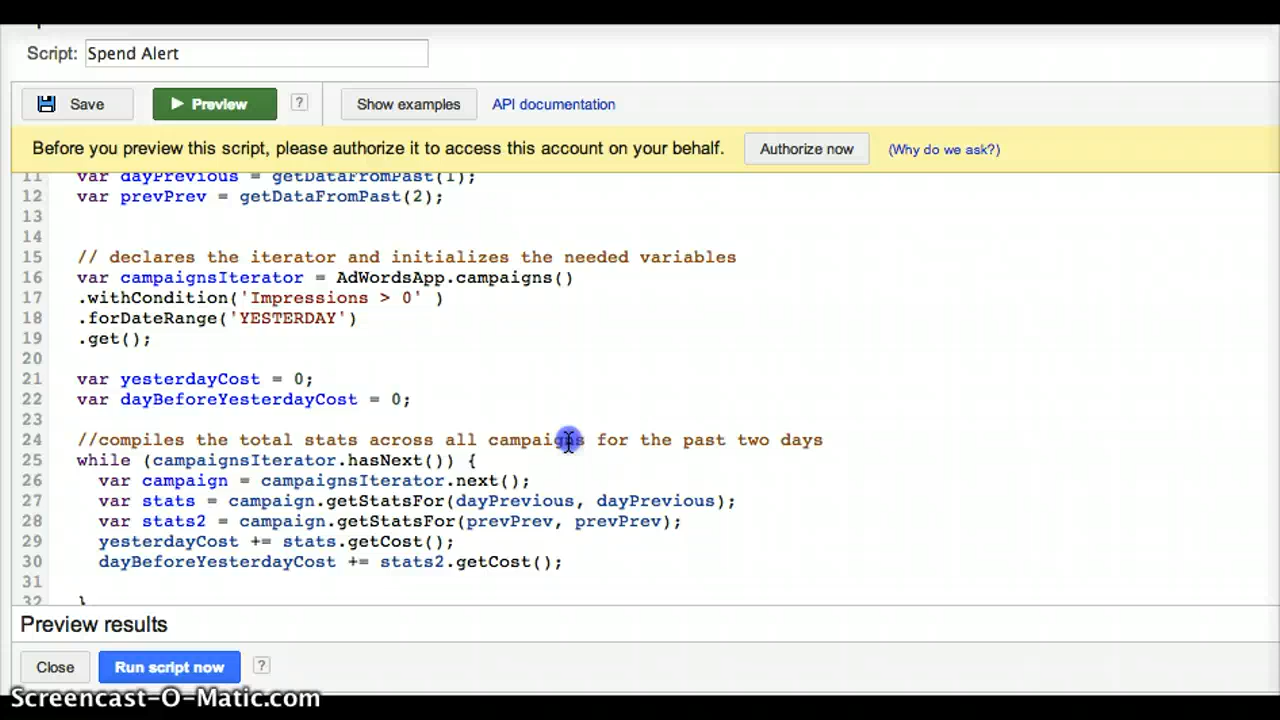 Script: Spend Alert
Save Preview ? Show examples API documentation
Before you preview this script, please authorize it to access this account on your behalf. Authorize now (Why do we ask?)
11 var dayPrevious = getDataFromPast(1);
12 var prevPrev = getDataFromPast(2);
13
14
15 // declares the iterator and initializes the needed variables
16 var campaignsIterator = AdWordsApp.campaigns()
17 .withCondition('Impressions > 0' )
18 .forDateRange('YESTERDAY')
19 .get();
20
21 var yesterdayCost = 0;
22 var dayBeforeYesterdayCost = 0;
23
24 //compiles the total stats across all campaigns for the past two days
25 while (campaignsIterator.hasNext()) {
26 var campaign = campaignsIterator.next();
27 var stats = campaign.getStatsFor(dayPrevious, dayPrevious);
28 var stats2 = campaign.getStatsFor(prevPrev, prevPrev);
29 yesterdayCost += stats.getCost();
30 dayBeforeYesterdayCost += stats2.getCost();
31
32 }
Preview results
Close Run script now ?
Screencast-O-Matic.com